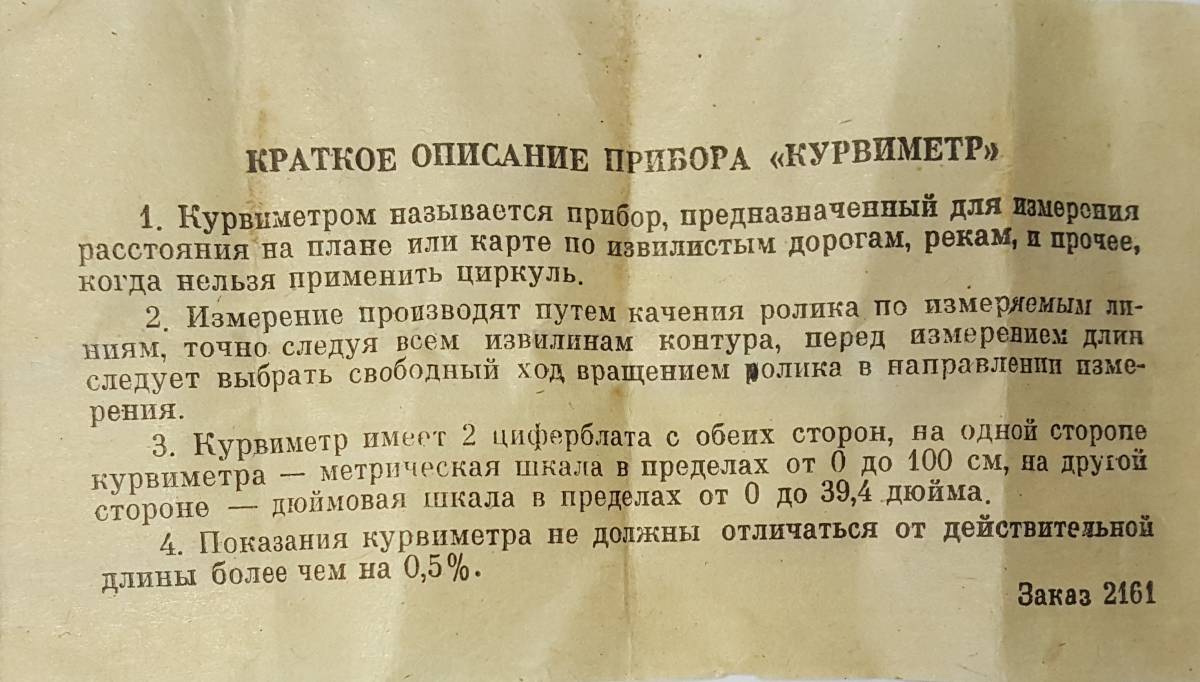 КРАТКОЕ ОПИСАНИЕ ПРИБОРА «КУРВИМЕТР»
1. Курвиметром называется прибор, предназначенный для измерения
расстояния на плане или карте по извилистым дорогам, рекам, и прочее,
когда нельзя применить циркуль.
2. Измерение производят путем качения ролика по измеряемым ли-
ниям, точно следуя всем извилинам контура, перед измерением длин
следует выбрать свободный ход вращением ролика в направлении изме-
рения.
3. Курвиметр имеет 2 циферблата с обеих сторон, на одной стороне
курвиметра — метрическая шкала в пределах от 0 до 100 см, на другой
стороне — дюймовая шкала в пределах от 0 до 39,4 дюйма.
4. Показания курвиметра не должны отличаться от действительной
длины более чем на 0,5%.
Заказ 2161